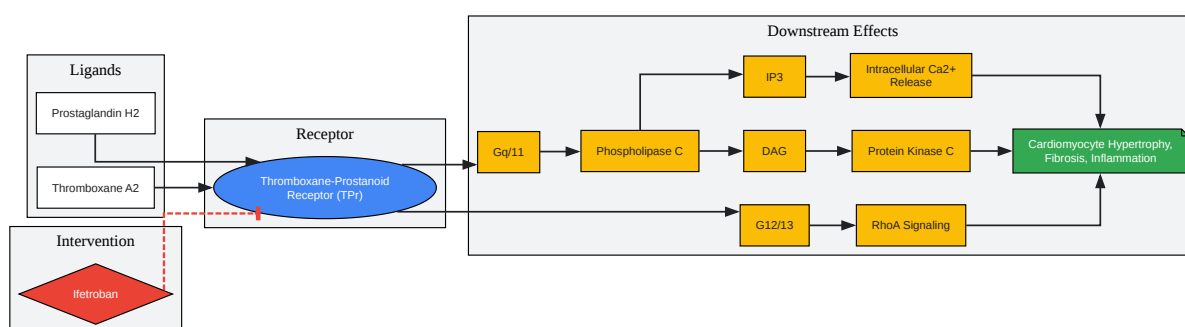 Ligands
Prostaglandin H2
Thromboxane A2
Intervention
Ifetroban
Receptor
Thromboxane-Prostanoid
Receptor (TPr)
Downstream Effects
Gq/11
Phospholipase C
IP3
Intracellular Ca2+
Release
DAG
Protein Kinase C
G12/13
RhoA Signaling
Cardiomyocyte Hypertrophy,
Fibrosis, Inflammation